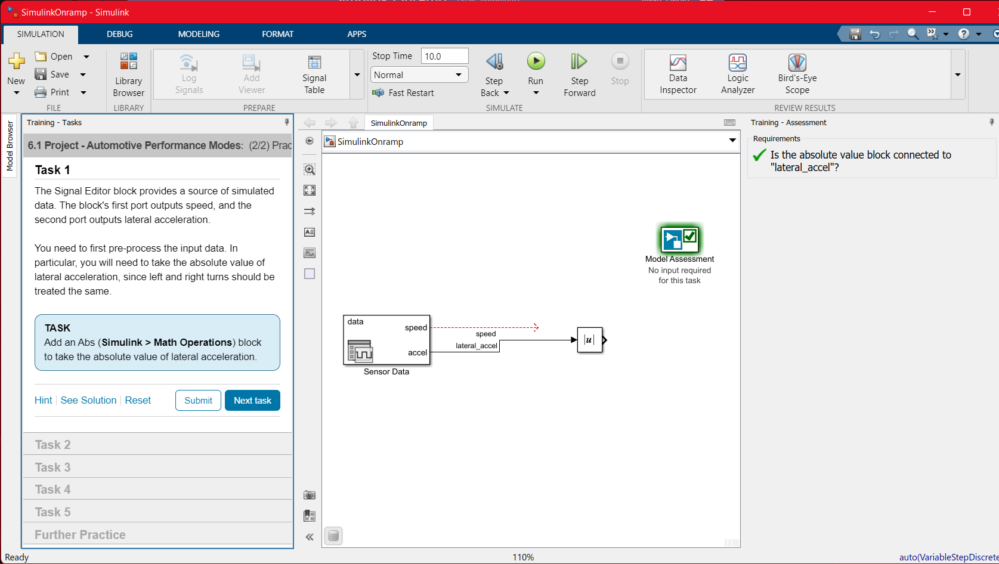 SimulinkOnramp - Simulink
SIMULATION
DEBUG
MODELING
FORMAT
APPS
New
Open
Save
Print
FILE
Library
Browser
LIBRARY
Log
Signals
Add
Viewer
Signal
Table
PREPARE
Stop Time 10.0
Normal
Fast Restart
Step
Back
Run
Step
Forward
Stop
SIMULATE
Data
Inspector
Logic
Analyzer
Bird's-Eye
Scope
REVIEW RESULTS
Model Browser
Training - Tasks
6.1 Project - Automotive Performance Modes: (2/2) Prac
Task 1
The Signal Editor block provides a source of simulated
data. The block's first port outputs speed, and the
second port outputs lateral acceleration.
You need to first pre-process the input data. In
particular, you will need to take the absolute value of
lateral acceleration, since left and right turns should be
treated the same.
TASK
Add an Abs (Simulink > Math Operations) block
to take the absolute value of lateral acceleration.
Hint
See Solution
Reset
Submit
Next task
Task 2
Task 3
Task 4
Task 5
Further Practice
SimulinkOnramp
SimulinkOnramp
Model Assessment
No input required
for this task
data
speed
accel
Sensor Data
speed
lateral_accel
|u|
Training - Assessment
Requirements
Is the absolute value block connected to
"lateral_accel"?
Ready
110%
auto(VariableStepDiscrete